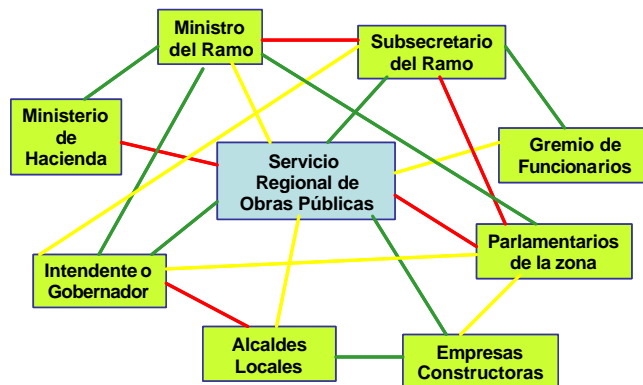 Ministro
del Ramo
Subsecretario
del Ramo
Ministerio
de
Hacienda
Servicio
Regional de
Obras Públicas
Gremio de
Funcionarios
Intendente o
Gobernador
Parlamentarios
de la zona
Alcaldes
Locales
Empresas
Constructoras